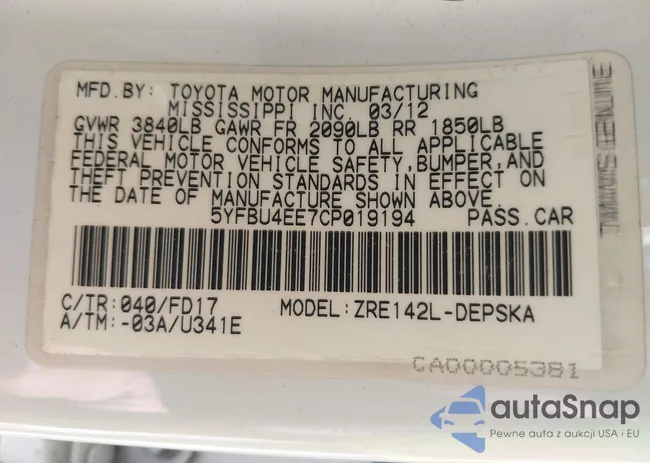 MFD.BY: TOYOTA MOTOR MANUFACTURING
MISSISSIPPI INC. 03/12
GVWR 3840LB GAWR FR 2090LB RR 1850LB
THIS VEHICLE CONFORMS TO ALL APPLICABLE
FEDERAL MOTOR VEHICLE SAFETY,BUMPER,AND
THEFT PREVENTION STANDARDS IN EFFECT ON
THE DATE OF MANUFACTURE SHOWN ABOVE.
5YFBU4EE7CP019194 PASS.CAR
C/TR:040/FD17 MODEL:ZRE142L-DEPSKA
A/TM:-03A/U341E
CA00005381
autoSnap
Pewne auta z aukcji USA i EU